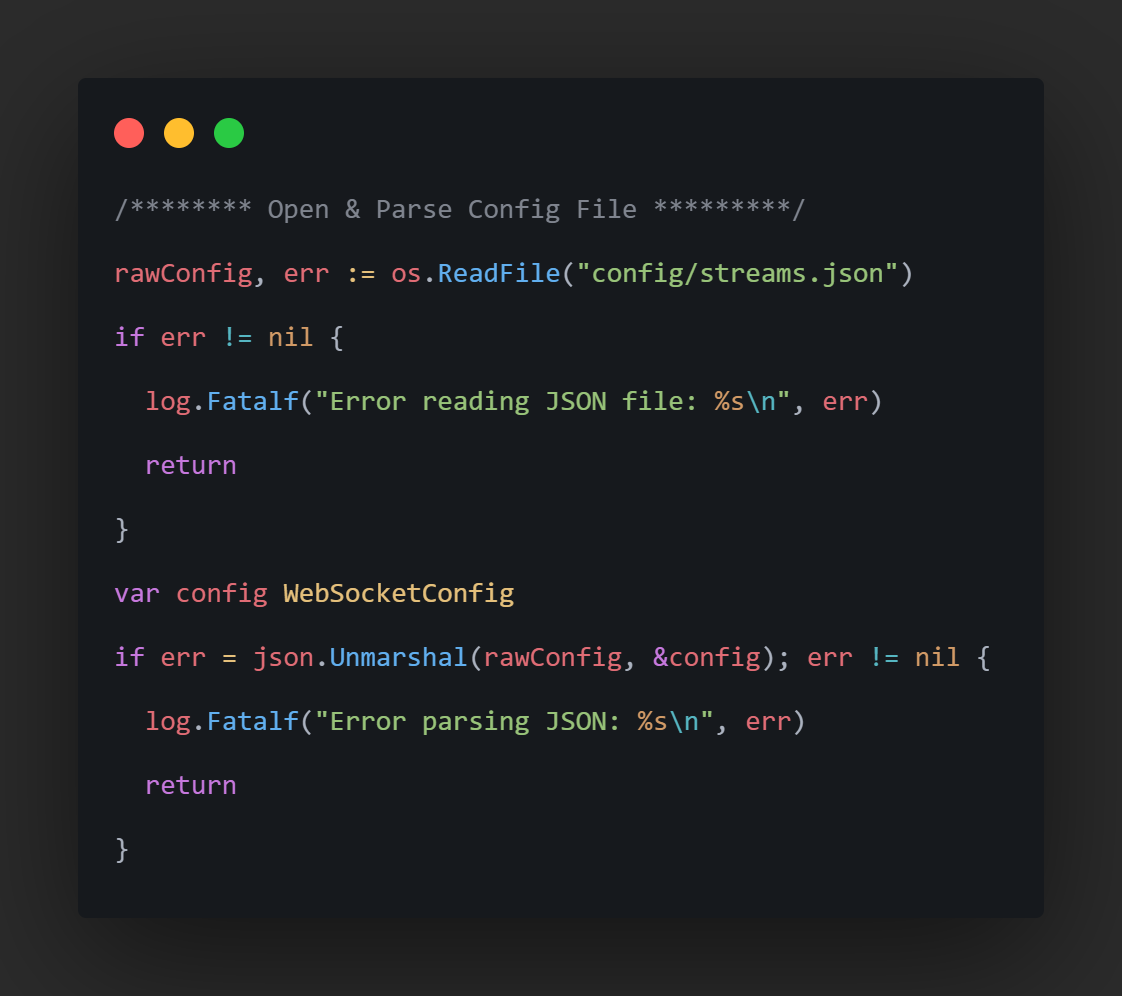 /******** Open & Parse Config File *********/
rawConfig, err := os.ReadFile("config/streams.json")
if err != nil {
  log.Fatalf("Error reading JSON file: %s\n", err)
  return
}
var config WebSocketConfig
if err = json.Unmarshal(rawConfig, &config); err != nil {
  log.Fatalf("Error parsing JSON: %s\n", err)
  return
}